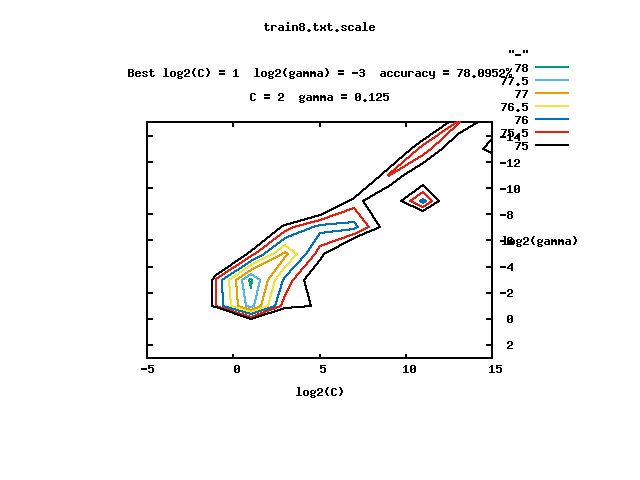 train8.txt.scale
"-"
Best log2(C) = 1  log2(gamma) = -3  accuracy = 78.0952%
78
77.5
77
C = 2  gamma = 0.125
76.5
76
75.5
75
-14
-12
-10
-8
-6
log2(gamma)
-4
-2
0
2
-5 0 5 10 15
log2(C)